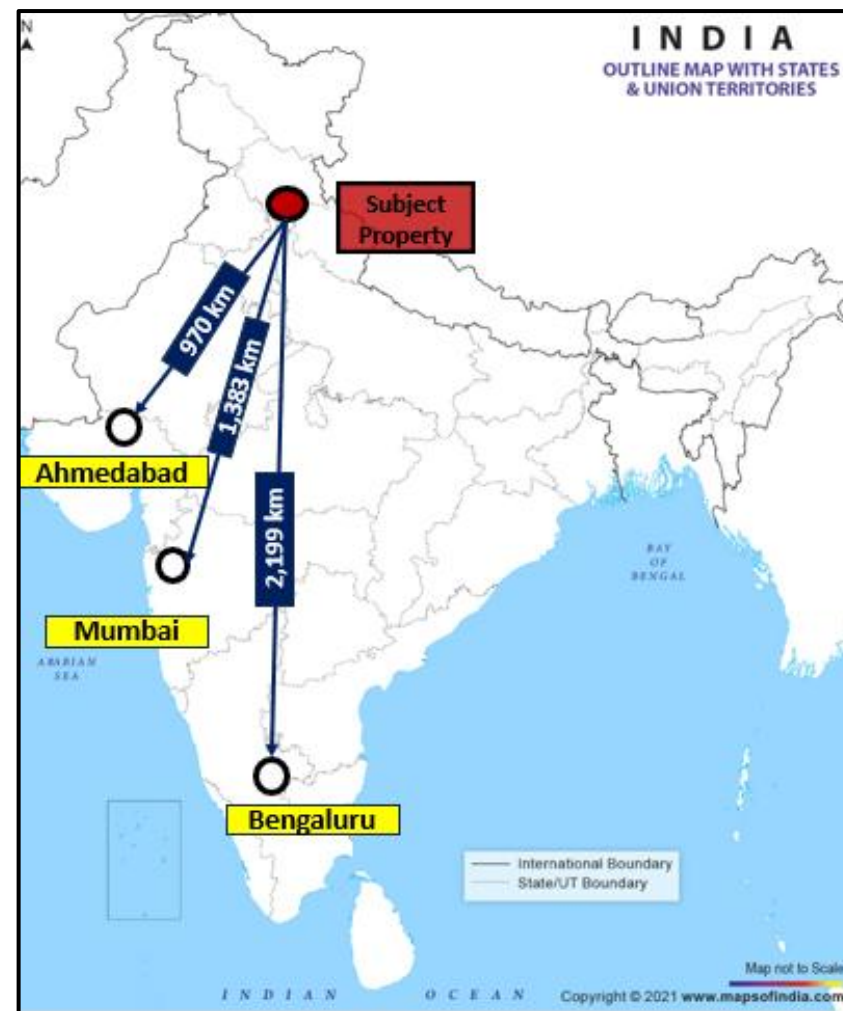 N
INDIA
OUTLINE MAP WITH STATES
& UNION TERRITORIES
Subject
Property
970 km
1,383 km
2,199 km
Ahmedabad
Mumbai
Bengaluru
ARABIAN
SEA
BAY
OF
BENGAL
International Boundary
State/UT Boundary
Map not to Scale
INDIAN OCEAN
Copyright © 2021 www.mapsofindia.com